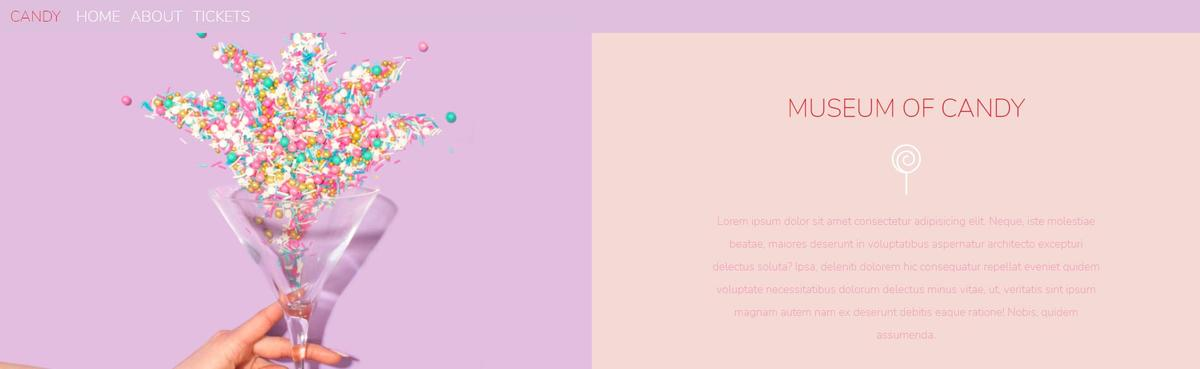 CANDY HOME ABOUT TICKETS
MUSEUM OF CANDY
Lorem ipsum dolor sit amet consectetur adipisicing elit. Neque, iste molestiae
beatae, maiores deserunt in voluptatibus aspernatur architecto excepturi
delectus soluta? Ipsa, deleniti dolorem hic consequatur repellat eveniet quidem
voluptate necessitatibus dolorum delectus minus vitae, ut, veritatis sint ipsum
magnam autem nam ex deserunt debitis eaque ratione! Nobis, quidem
assumenda.